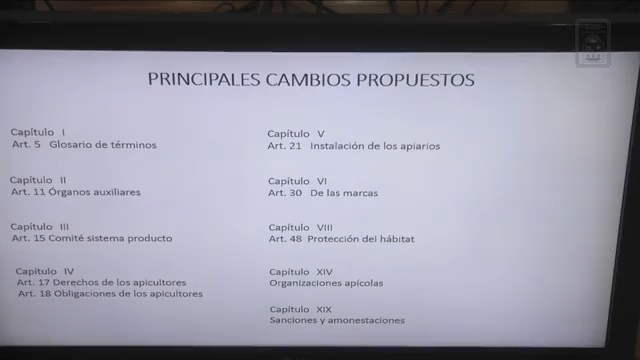 PRINCIPALES CAMBIOS PROPUESTOS
Capítulo I
Art. 5 Glosario de términos
Capítulo II
Art. 11 Órganos auxiliares
Capítulo III
Art. 15 Comité sistema producto
Capítulo IV
Art. 17 Derechos de los apicultores
Art. 18 Obligaciones de los apicultores
Capítulo V
Art. 21 Instalación de los apiarios
Capítulo VI
Art. 30 De las marcas
Capítulo VIII
Art. 48 Protección del hábitat
Capítulo XIV
Organizaciones apícolas
Capítulo XIX
Sanciones y amonestaciones